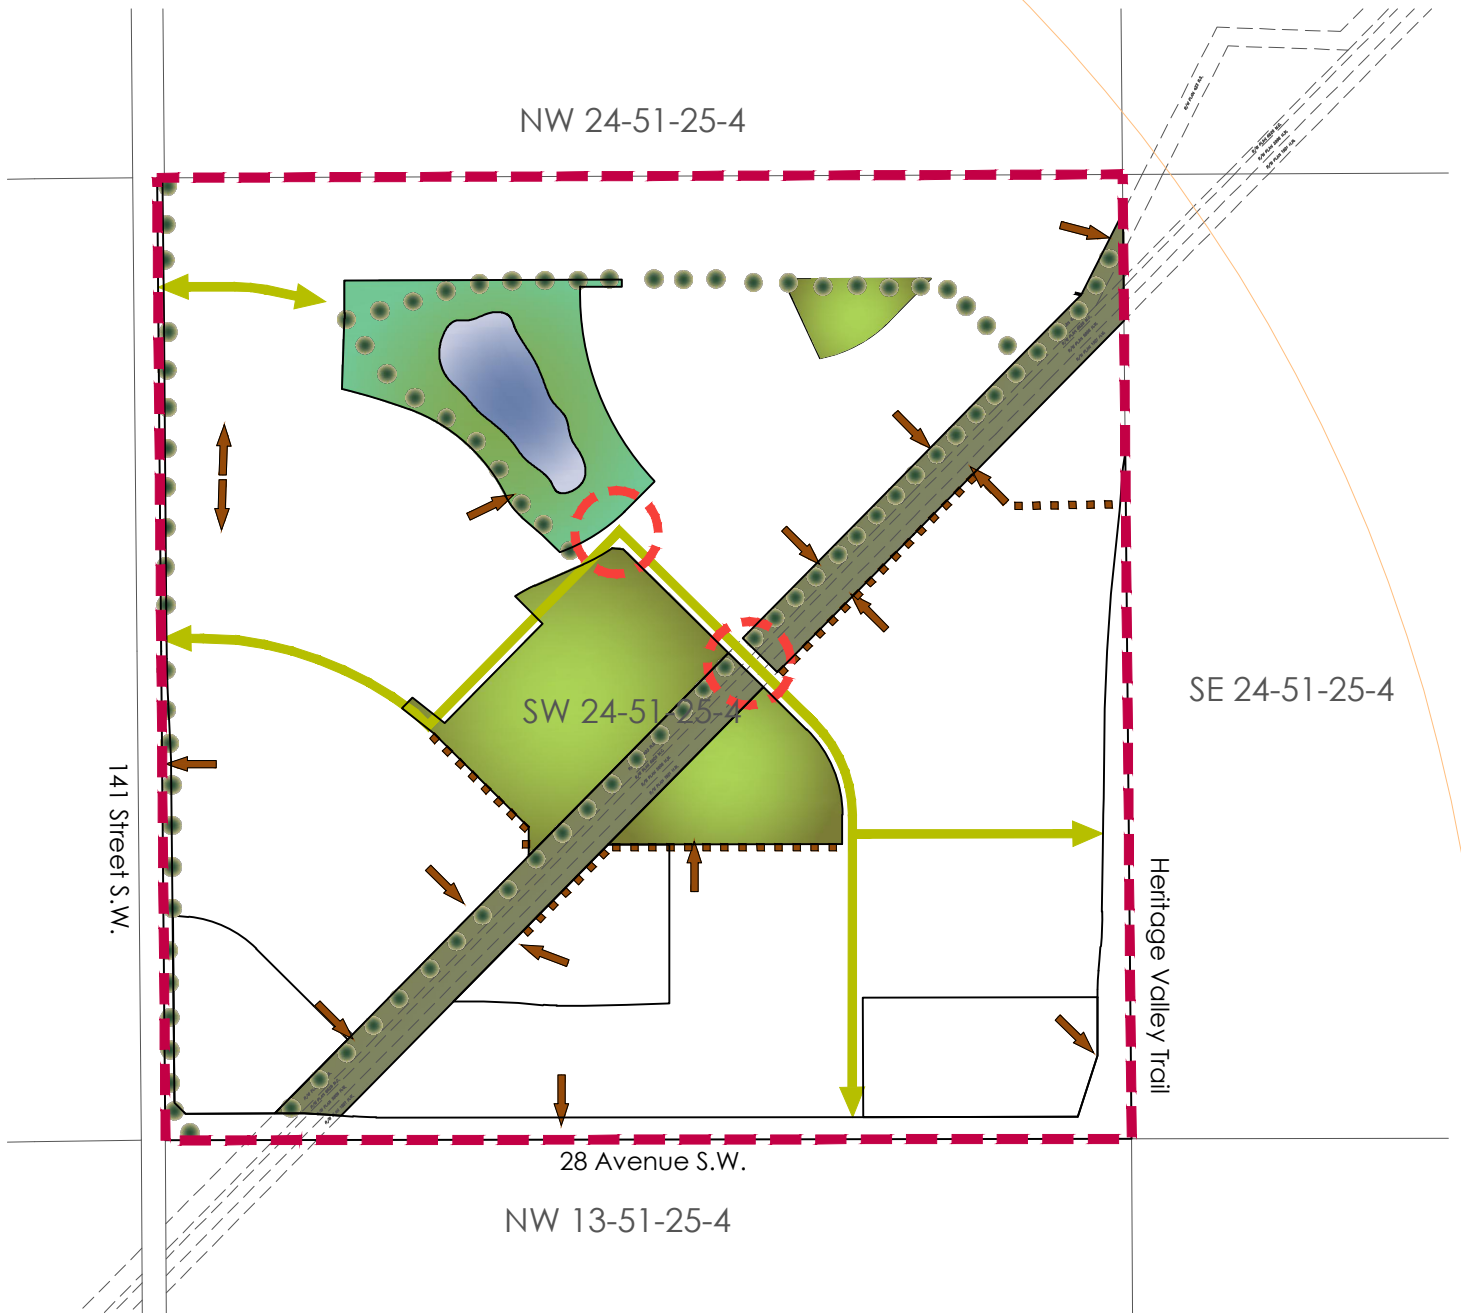 NW 24-51-25-4
SW 24-51-25-4
SE 24-51-25-4
141 Street S.W.
Heritage Valley Trail
28 Avenue S.W.
NW 13-51-25-4